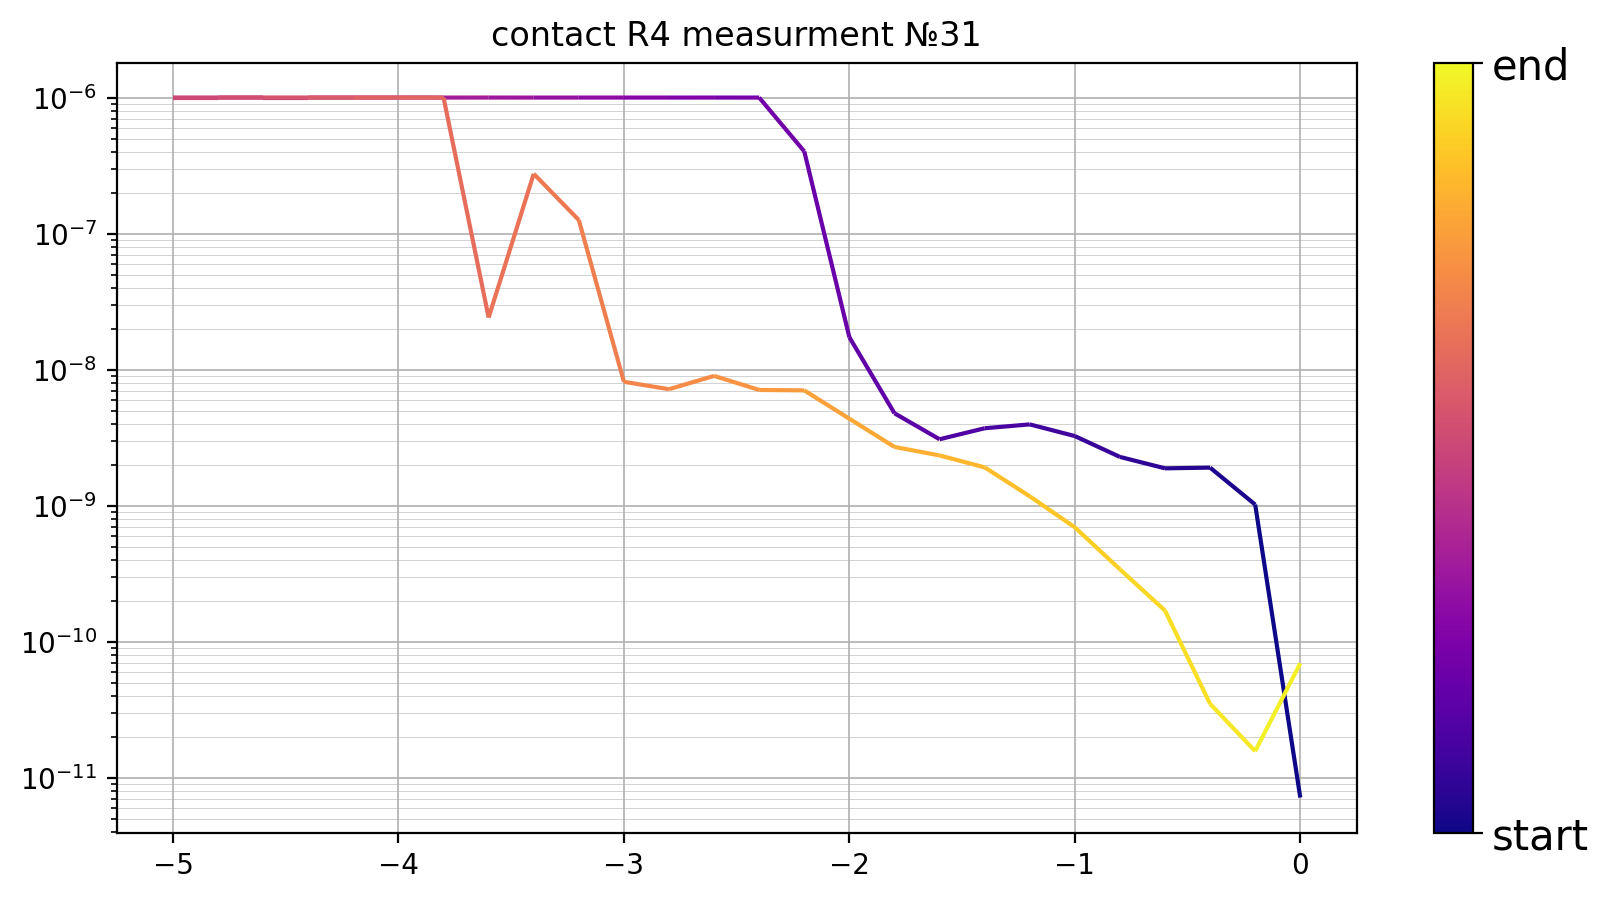 contact R4 measurment №31
10⁻⁶
10⁻⁷
10⁻⁸
10⁻⁹
10⁻¹⁰
10⁻¹¹
−5 −4 −3 −2 −1 0
end
start